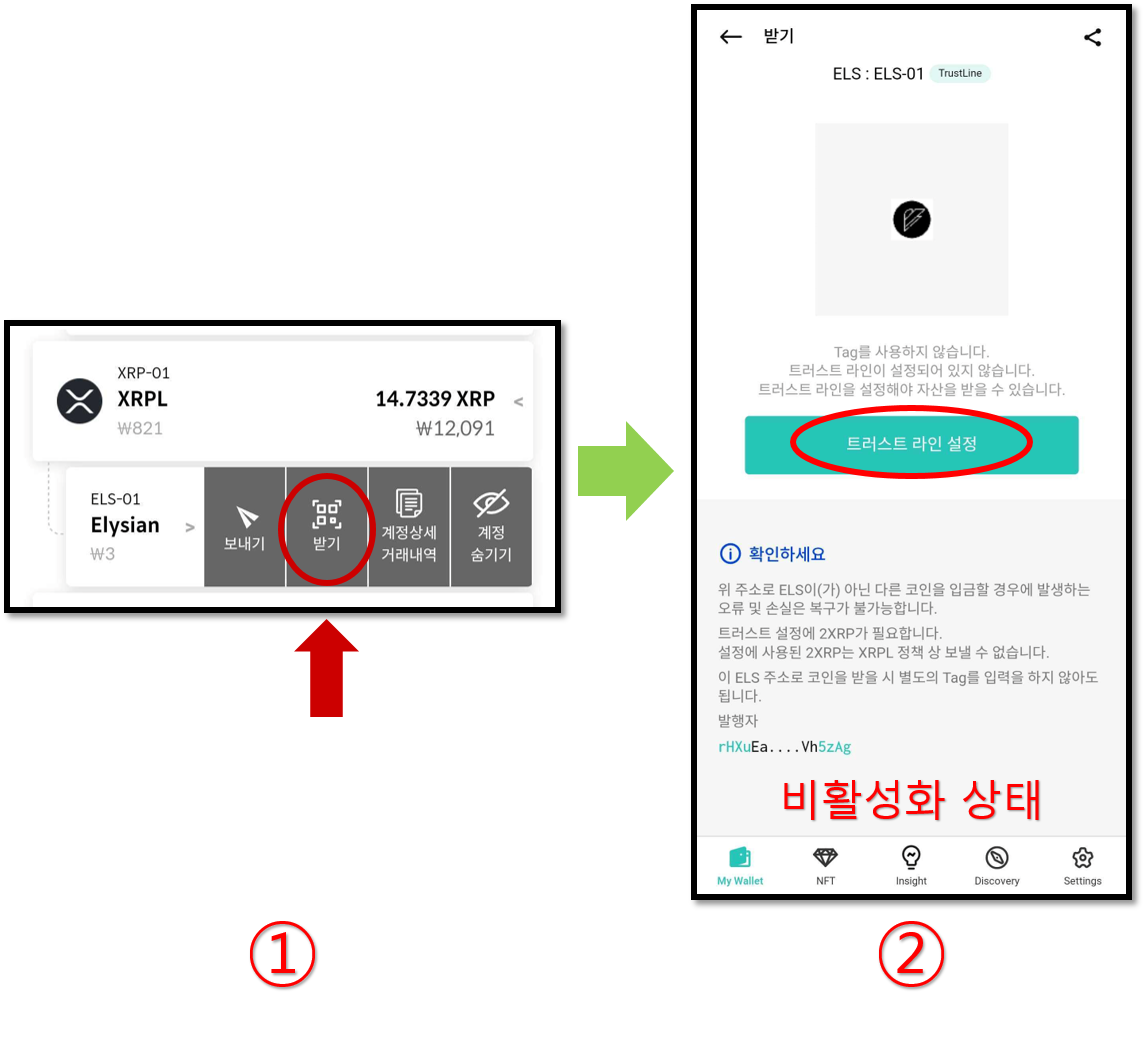 XRP-01
XRPL
₩821
14.7339 XRP <
₩12,091
ELS-01
Elysian >
₩3
보내기
받기
계정상세
거래내역
계정
숨기기
①
← 받기
ELS : ELS-01 TrustLine
Tag를 사용하지 않습니다.
트러스트 라인이 설정되어 있지 않습니다.
트러스트 라인을 설정해야 자산을 받을 수 있습니다.
트러스트 라인 설정
확인하세요
위 주소로 ELS이(가) 아닌 다른 코인을 입금할 경우에 발생하는
오류 및 손실은 복구가 불가능합니다.
트러스트 설정에 2XRP가 필요합니다.
설정에 사용된 2XRP는 XRPL 정책 상 보낼 수 없습니다.
이 ELS 주소로 코인을 받을 시 별도의 Tag를 입력을 하지 않아도
됩니다.
발행자
rHXuEa....Vh5zAg
비활성화 상태
My Wallet
NFT
Insight
Discovery
Settings
②